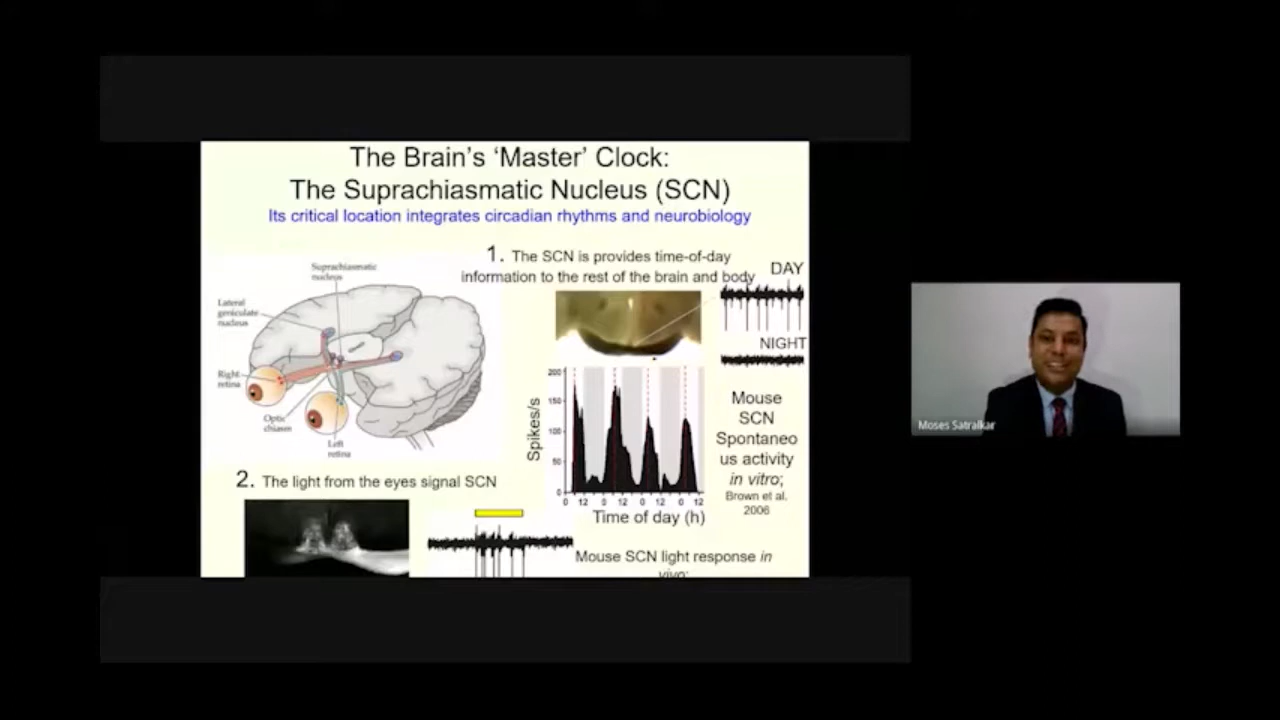 The Brain's 'Master' Clock:
The Suprachiasmatic Nucleus (SCN)
Its critical location integrates circadian rhythms and neurobiology
1. The SCN is provides time-of-day
information to the rest of the brain and body
DAY
NIGHT
Suprachiasmatic
nucleus
Lateral
geniculate
nucleus
Right
retina
Optic
chiasm
Left
retina
Spikes/s
200
150
100
50
0
0 12 0 12 0 12 0 12
Time of day (h)
Mouse
SCN
Spontaneo
us activity
in vitro;
Brown et al.
2006
2. The light from the eyes signal SCN
Mouse SCN light response in
vivo;
Moses Satralkar